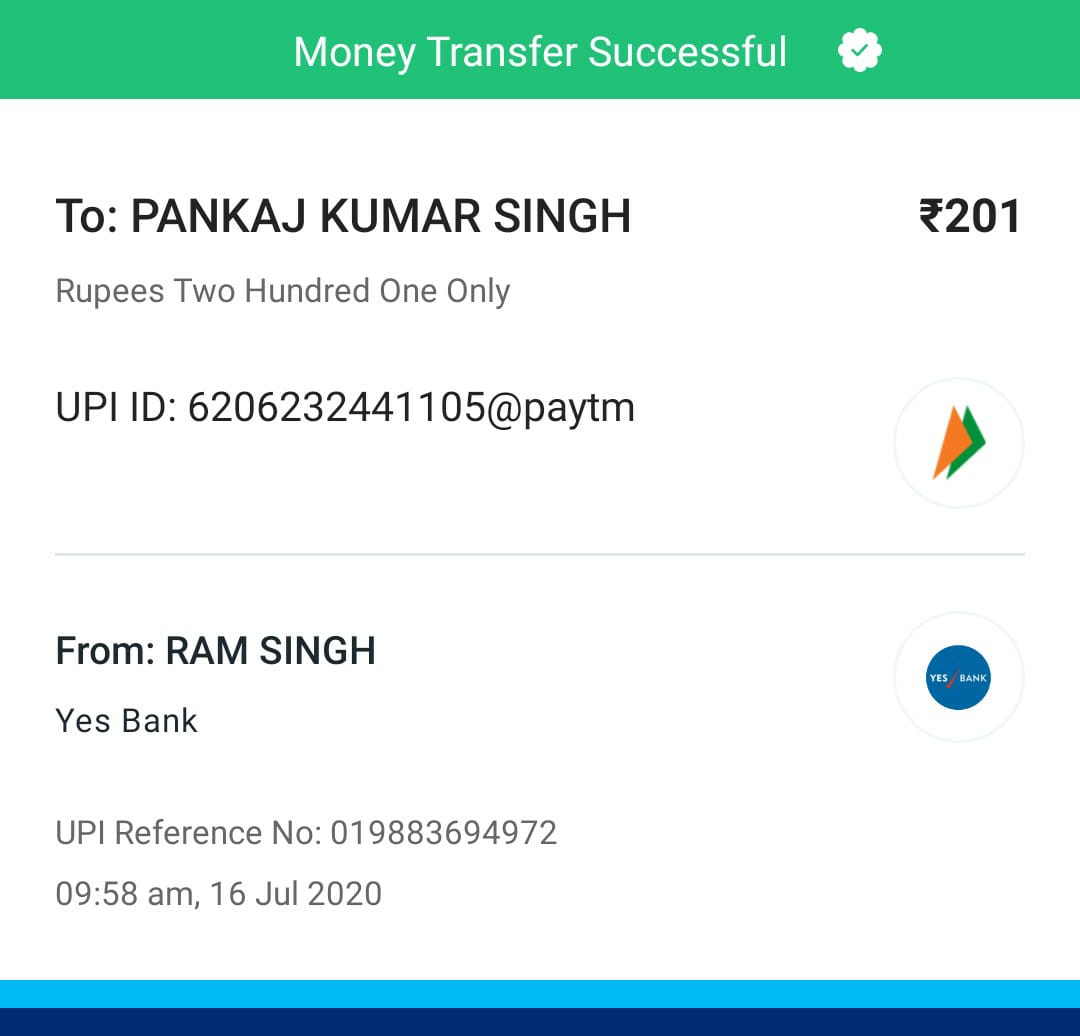 Money Transfer Successful
To: PANKAJ KUMAR SINGH ₹201
Rupees Two Hundred One Only
UPI ID: 6206232441105@paytm
From: RAM SINGH
YES BANK
Yes Bank
UPI Reference No: 019883694972
09:58 am, 16 Jul 2020